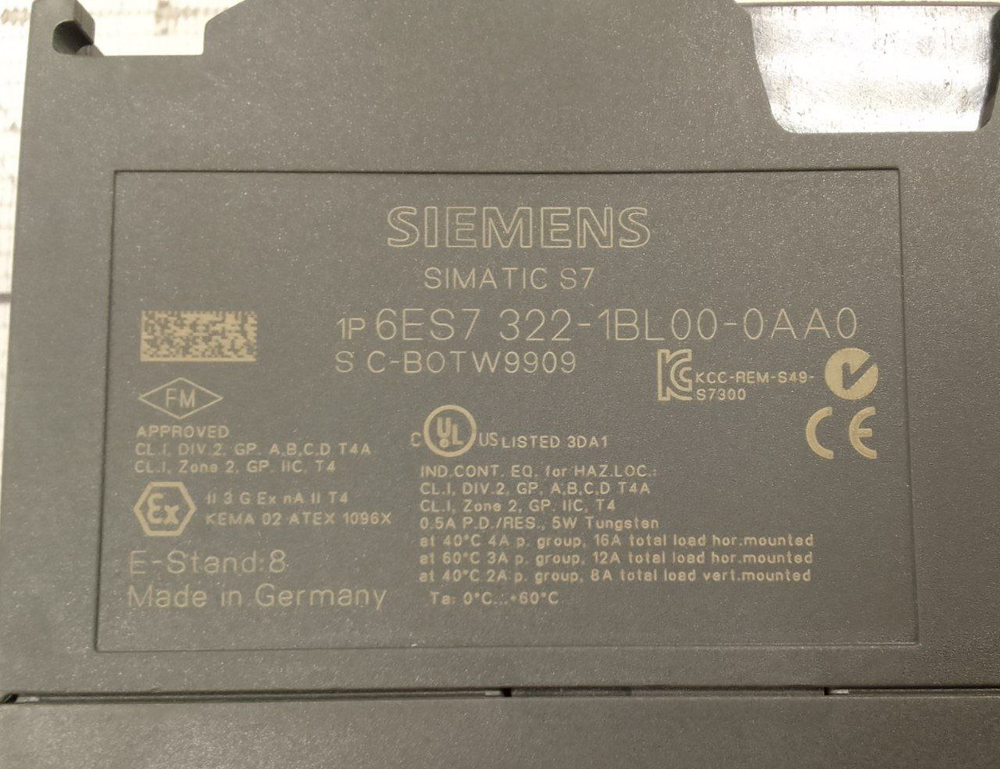 SIEMENS
SIMATIC S7
1P 6ES7 322-1BL00-0AA0
S C-BOTW9909
KCC-REM-S49-
S7300
FM
APPROVED
CL.I, DIV.2, GP. A,B,C,D T4A
CL.I, Zone 2, GP. IIC, T4
Ex
II 3 G Ex nA II T4
KEMA 02 ATEX 1096X
E-Stand:8
Made in Germany
C UL US LISTED 3DA1
IND.CONT. EQ. for HAZ.LOC.:
CL.I, DIV.2, GP. A,B,C,D T4A
CL.I, Zone 2, GP. IIC, T4
0.5A P.D./RES., 5W Tungsten
at 40°C 4A p. group, 16A total load hor.mounted
at 60°C 3A p. group, 12A total load hor.mounted
at 40°C 2A p. group, 8A total load vert.mounted
Ta: 0°C...+60°C
CE